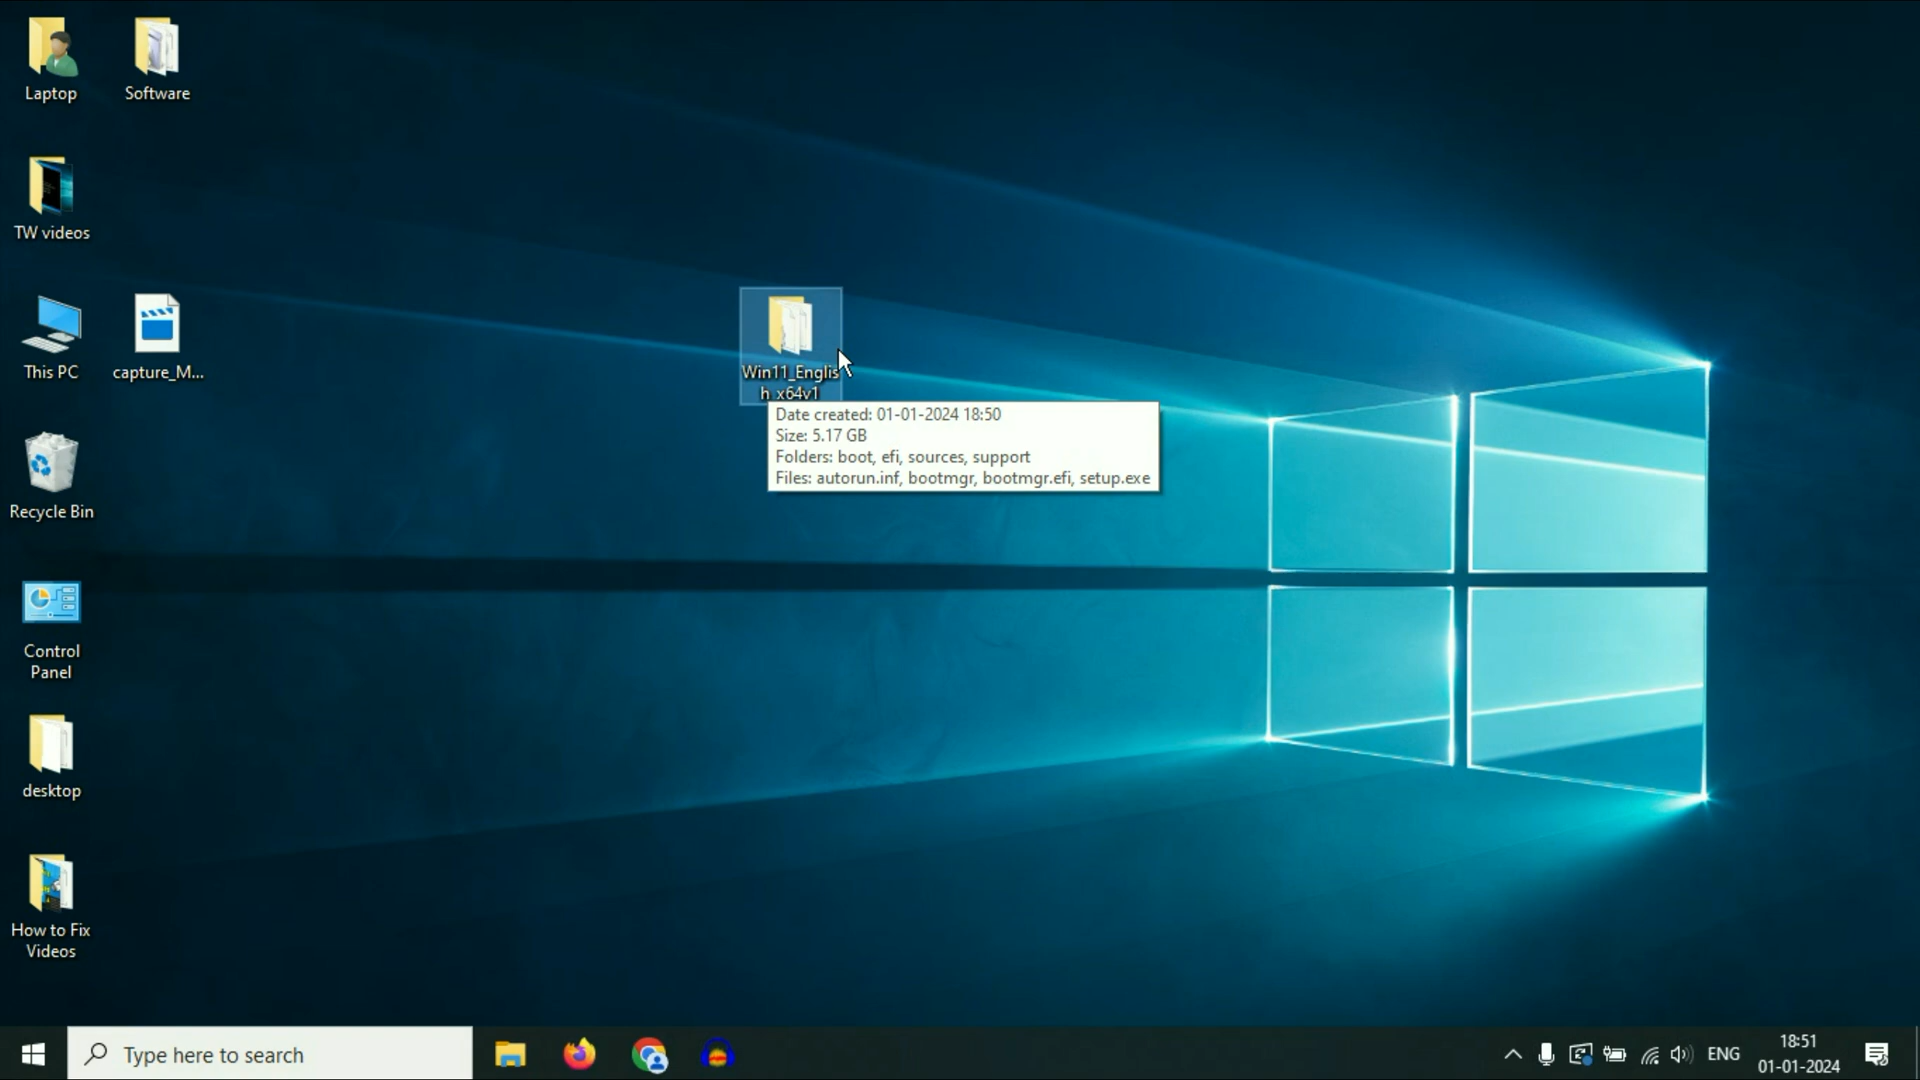 Laptop
Software
TW videos
This PC
capture_M...
Win11_Englis
h_x64v1
Date created: 01-01-2024 18:50
Size: 5.17 GB
Folders: boot, efi, sources, support
Files: autorun.inf, bootmgr, bootmgr.efi, setup.exe
Recycle Bin
Control
Panel
desktop
How to Fix
Videos
Type here to search
ENG
18:51
01-01-2024